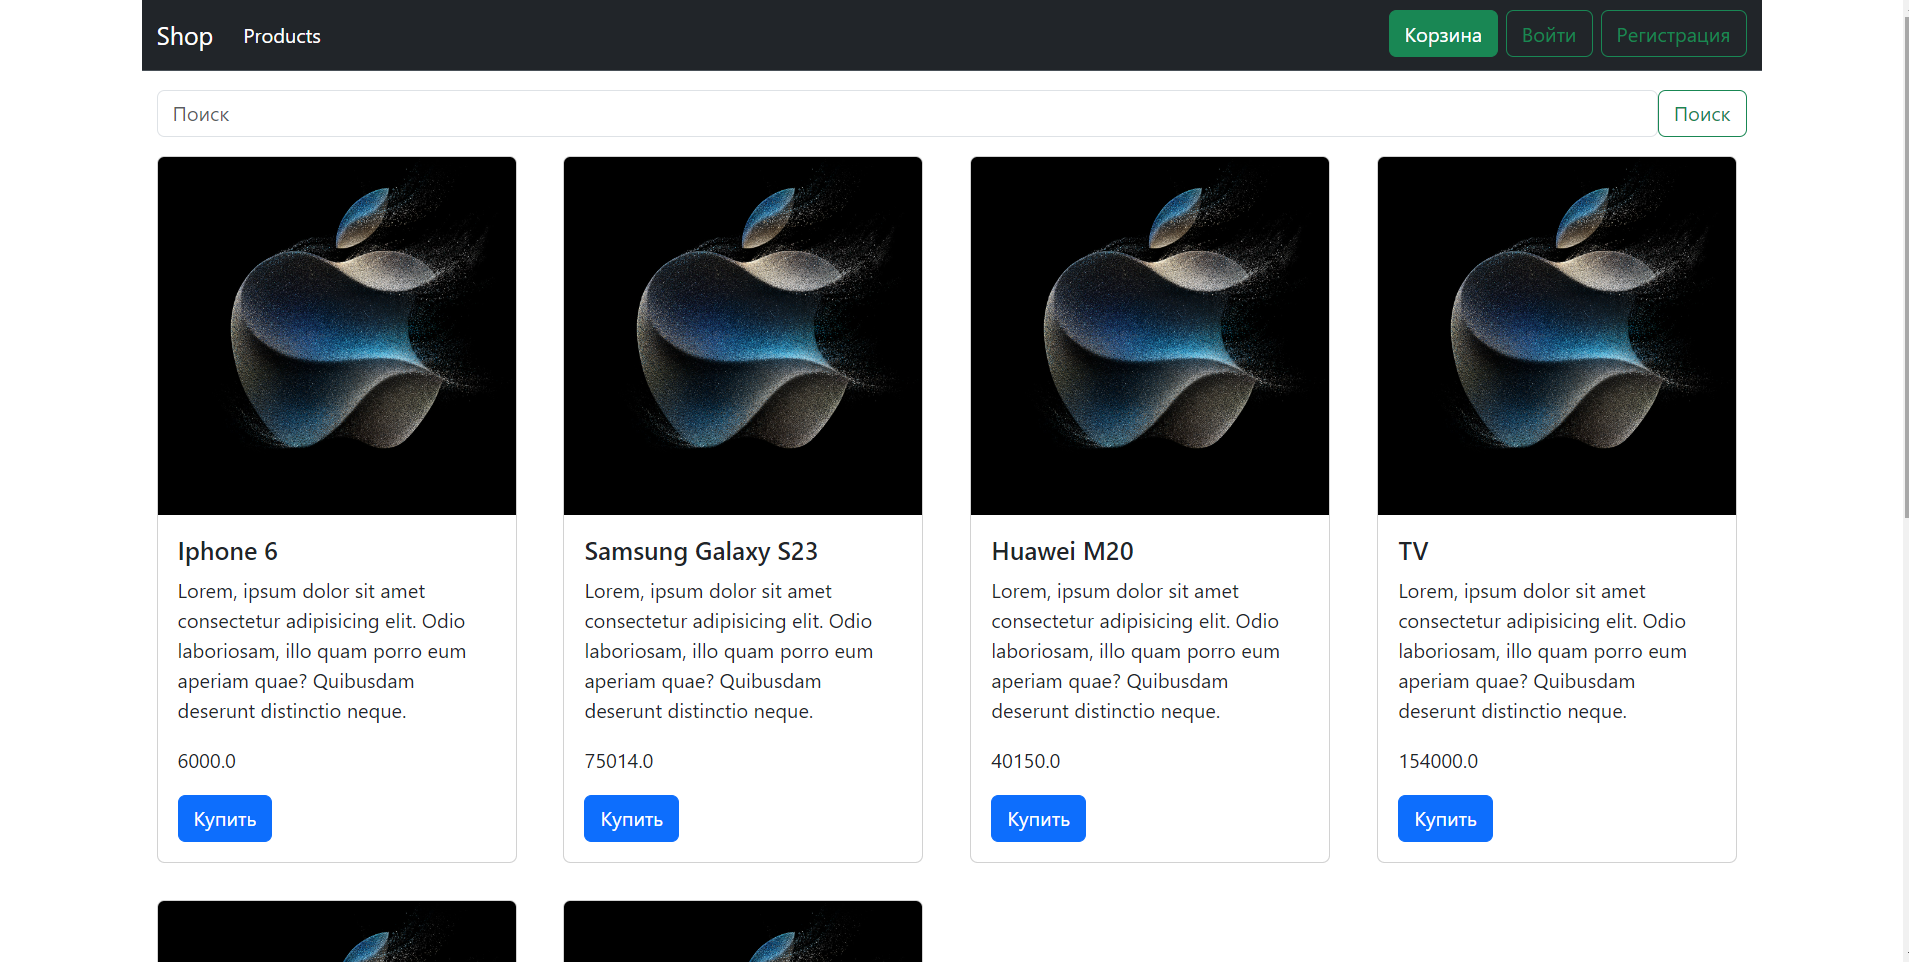 Shop Products Корзина Войти Регистрация
Поиск Поиск
Iphone 6
Lorem, ipsum dolor sit amet
consectetur adipisicing elit. Odio
laboriosam, illo quam porro eum
aperiam quae? Quibusdam
deserunt distinctio neque.
6000.0
Купить
Samsung Galaxy S23
Lorem, ipsum dolor sit amet
consectetur adipisicing elit. Odio
laboriosam, illo quam porro eum
aperiam quae? Quibusdam
deserunt distinctio neque.
75014.0
Купить
Huawei M20
Lorem, ipsum dolor sit amet
consectetur adipisicing elit. Odio
laboriosam, illo quam porro eum
aperiam quae? Quibusdam
deserunt distinctio neque.
40150.0
Купить
TV
Lorem, ipsum dolor sit amet
consectetur adipisicing elit. Odio
laboriosam, illo quam porro eum
aperiam quae? Quibusdam
deserunt distinctio neque.
154000.0
Купить